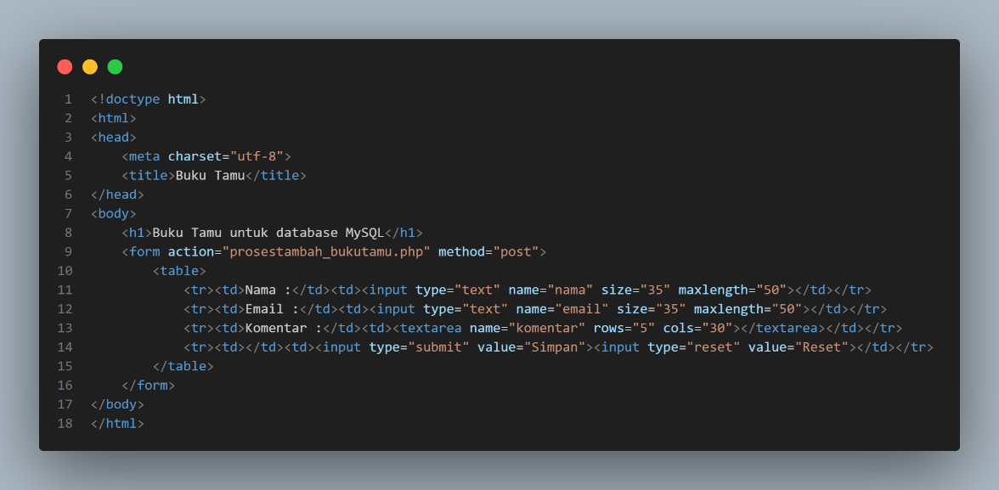 1 <!doctype html>
2 <html>
3 <head>
4     <meta charset="utf-8">
5     <title>Buku Tamu</title>
6 </head>
7 <body>
8     <h1>Buku Tamu untuk database MySQL</h1>
9     <form action="prosestambah_bukutamu.php" method="post">
10         <table>
11             <tr><td>Nama :</td><td><input type="text" name="nama" size="35" maxlength="50"></td></tr>
12             <tr><td>Email :</td><td><input type="text" name="email" size="35" maxlength="50"></td></tr>
13             <tr><td>Komentar :</td><td><textarea name="komentar" rows="5" cols="30"></textarea></td></tr>
14             <tr><td></td><td><input type="submit" value="Simpan"><input type="reset" value="Reset"></td></tr>
15         </table>
16     </form>
17 </body>
18 </html>